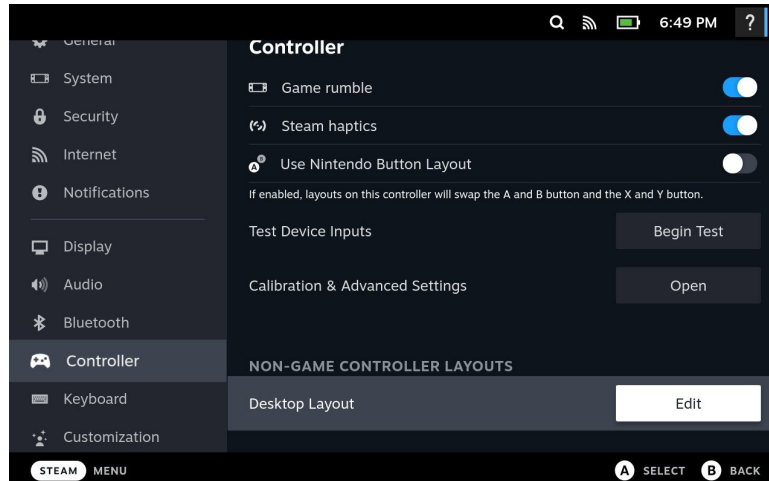 6:49 PM ?
General
System
Security
Internet
Notifications
Display
Audio
Bluetooth
Controller
Keyboard
Customization
Controller
Game rumble
Steam haptics
Use Nintendo Button Layout
If enabled, layouts on this controller will swap the A and B button and the X and Y button.
Test Device Inputs
Begin Test
Calibration & Advanced Settings
Open
NON-GAME CONTROLLER LAYOUTS
Desktop Layout
Edit
STEAM MENU
A SELECT B BACK